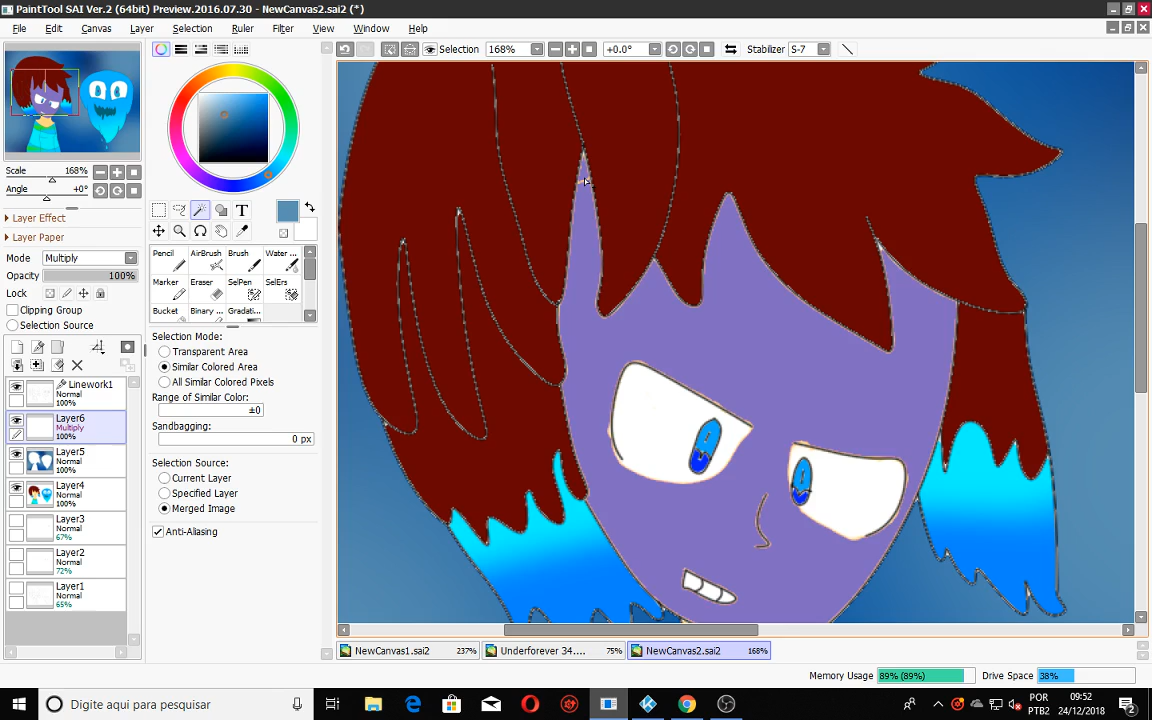 PaintTool SAI Ver.2 (64bit) Preview.2016.07.30 - NewCanvas2.sai2 (*)
File Edit Canvas Layer Selection Ruler Filter View Window Help
Selection 168% +0.0° Stabilizer S-7
Scale 168%
Angle +0°
Layer Effect
Layer Paper
Mode Multiply
Opacity 100%
Lock
Clipping Group
Selection Source
Linework1
Normal
100%
Layer6
Multiply
100%
Layer5
Normal
100%
Layer4
Normal
100%
Layer3
Normal
67%
Layer2
Normal
72%
Layer1
Normal
65%
T
Pencil AirBrush Brush Water ...
Marker Eraser SelPen SelErs
Bucket Binary ... Gradati...
Selection Mode:
Transparent Area
Similar Colored Area
All Similar Colored Pixels
Range of Similar Color:
±0
Sandbagging:
0 px
Selection Source:
Current Layer
Specified Layer
Merged Image
Anti-Aliasing
NewCanvas1.sai2 237% Underforever 34.... 75% NewCanvas2.sai2 168%
Memory Usage 89% (89%) Drive Space 38%
Digite aqui para pesquisar
POR 09:52
PTB2 24/12/2018
2